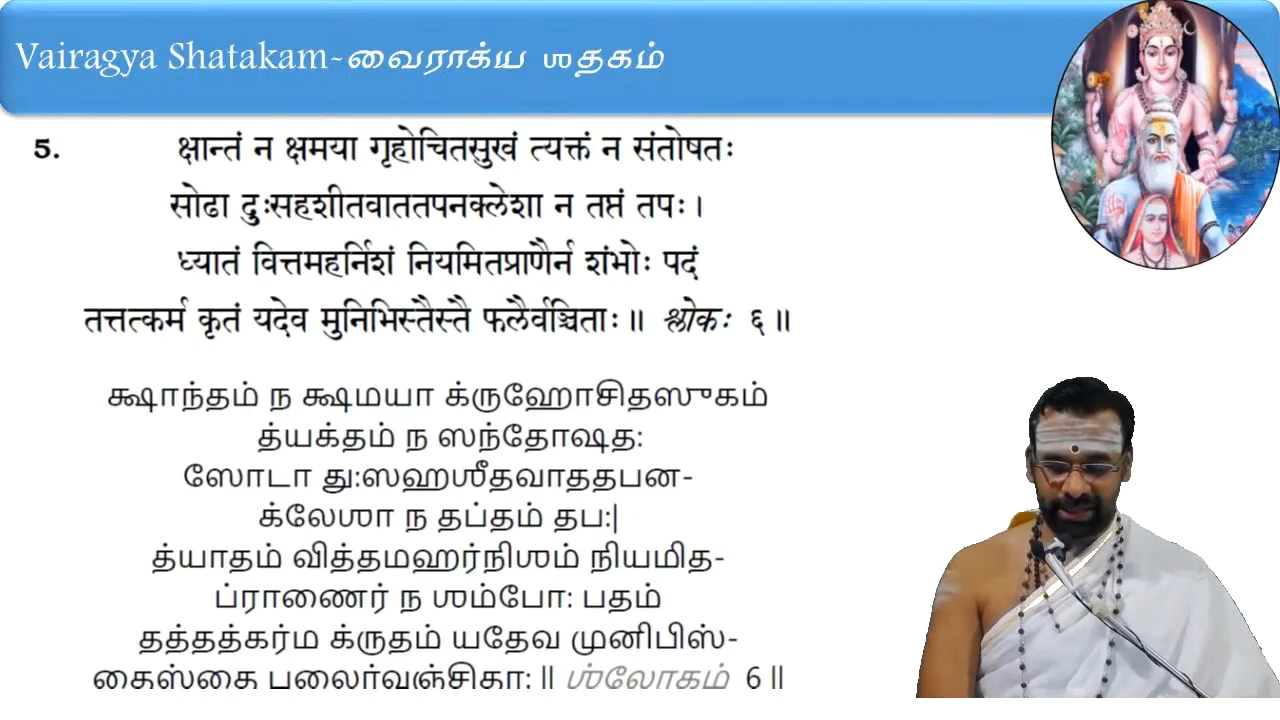 Vairagya Shatakam-வைராக்ய ஶதகம்
5. क्षान्तं न क्षमया गृहोचितसुखं त्यक्तं न संतोषतः
सोढा दुःसहशीतवाततपनक्लेशा न तप्तं तपः।
ध्यातं वित्तमहर्निशं नियमितप्राणैर्न शंभोः पदं
तत्तत्कर्म कृतं यदेव मुनिभिस्तैस्तै फलैर्वञ्चिताः॥ श्लोकः ६॥
க்ஷாந்தம் ந க்ஷமயா க்ருஹோசிதஸுகம்
த்யக்தம் ந ஸந்தோஷத:
ஸோடா து:ஸஹஶீதவாததபன-
க்லேஶா ந தப்தம் தப:|
த்யாதம் வித்தமஹர்நிஶம் நியமித-
ப்ராணைர் ந ஶம்போ: பதம்
தத்தத்கர்ம க்ருதம் யதேவ முனிபிஸ்-
தைஸ்தை பலைர்வஞ்சிதா: ॥ ஶ்லோகம் 6॥